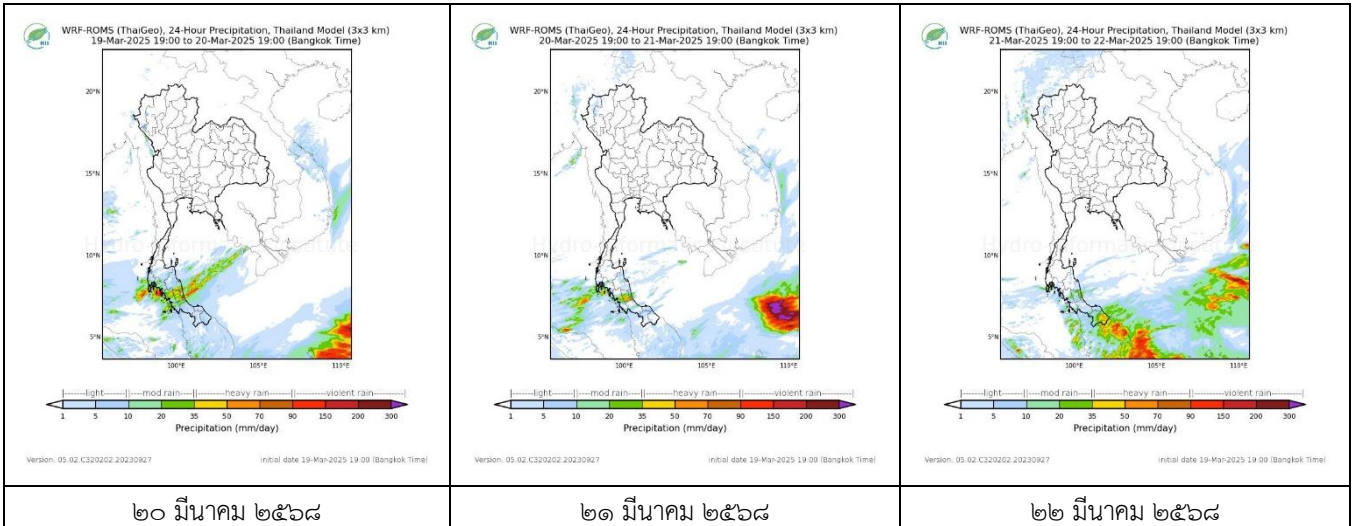 HII
WRF-ROMS (ThaiGeo), 24-Hour Precipitation, Thailand Model (3x3 km)
19-Mar-2025 19:00 to 20-Mar-2025 19:00 (Bangkok Time)
20°N
15°N
10°N
5°N
100°E 105°E 110°E
Hydro-Informatics Institute
light mod rain heavy rain violent rain
1 5 10 20 35 50 70 90 150 200 300
Precipitation (mm/day)
Version: 05.02.C320202.20230927 initial date 19-Mar-2025 19:00 (Bangkok Time)
๒๐ มีนาคม ๒๕๖๘
HII
WRF-ROMS (ThaiGeo), 24-Hour Precipitation, Thailand Model (3x3 km)
20-Mar-2025 19:00 to 21-Mar-2025 19:00 (Bangkok Time)
20°N
15°N
10°N
5°N
100°E 105°E 110°E
Hydro-Informatics Institute
light mod rain heavy rain violent rain
1 5 10 20 35 50 70 90 150 200 300
Precipitation (mm/day)
Version: 05.02.C320202.20230927 initial date 19-Mar-2025 19:00 (Bangkok Time)
๒๑ มีนาคม ๒๕๖๘
HII
WRF-ROMS (ThaiGeo), 24-Hour Precipitation, Thailand Model (3x3 km)
21-Mar-2025 19:00 to 22-Mar-2025 19:00 (Bangkok Time)
20°N
15°N
10°N
5°N
100°E 105°E 110°E
Hydro-Informatics Institute
light mod rain heavy rain violent rain
1 5 10 20 35 50 70 90 150 200 300
Precipitation (mm/day)
Version: 05.02.C320202.20230927 initial date 19-Mar-2025 19:00 (Bangkok Time)
๒๒ มีนาคม ๒๕๖๘